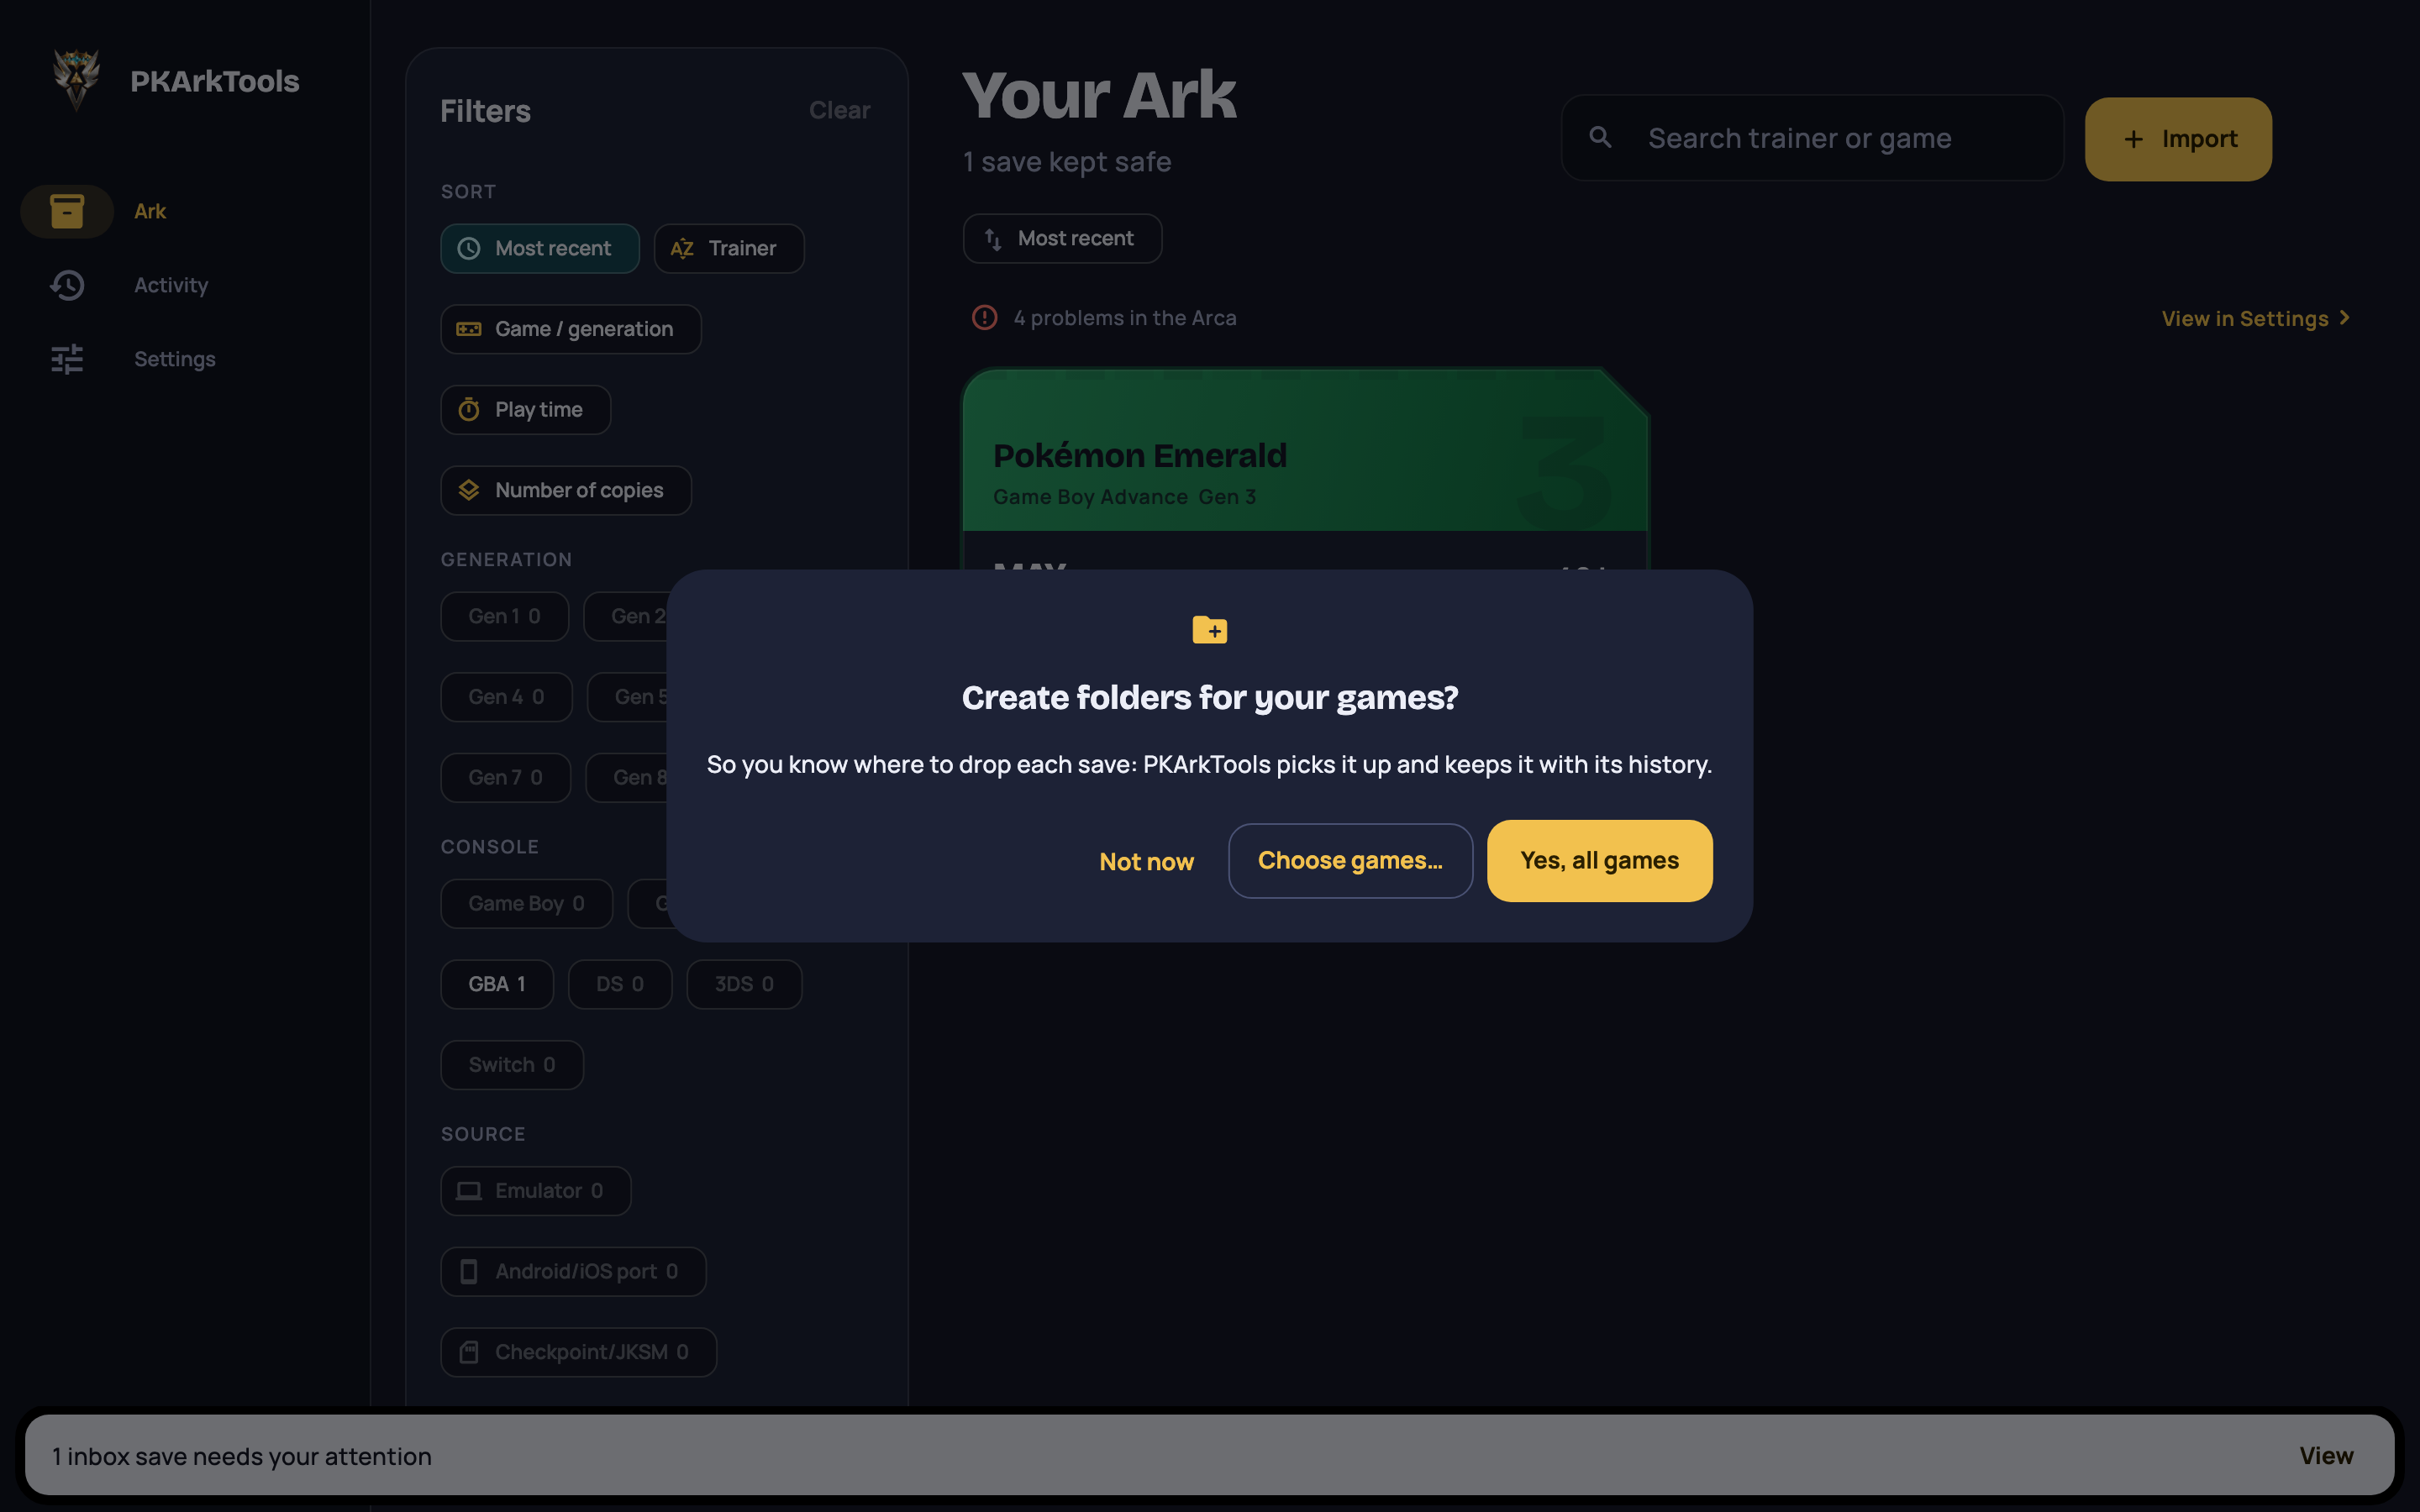 PKArkTools
Ark
Activity
Settings
Filters
Clear
SORT
Most recent
Trainer
Game / generation
Play time
Number of copies
GENERATION
Gen 1 0
Gen 2
Gen 4 0
Gen 5
Gen 7 0
Gen 8
CONSOLE
Game Boy 0
GBA 1
DS 0
3DS 0
Switch 0
SOURCE
Emulator 0
Android/iOS port 0
Checkpoint/JKSM 0
Your Ark
1 save kept safe
Search trainer or game
Import
Most recent
4 problems in the Arca
View in Settings
Pokémon Emerald
Game Boy Advance Gen 3
3
MAY
Create folders for your games?
So you know where to drop each save: PKArkTools picks it up and keeps it with its history.
Not now
Choose games...
Yes, all games
1 inbox save needs your attention
View